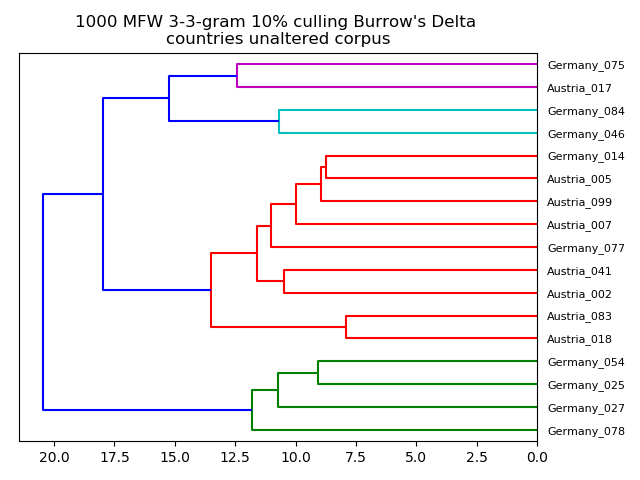 1000 MFW 3-3-gram 10% culling Burrow's Delta
countries unaltered corpus
Germany_075
Austria_017
Germany_084
Germany_046
Germany_014
Austria_005
Austria_099
Austria_007
Germany_077
Austria_041
Austria_002
Austria_083
Austria_018
Germany_054
Germany_025
Germany_027
Germany_078
20.0 17.5 15.0 12.5 10.0 7.5 5.0 2.5 0.0